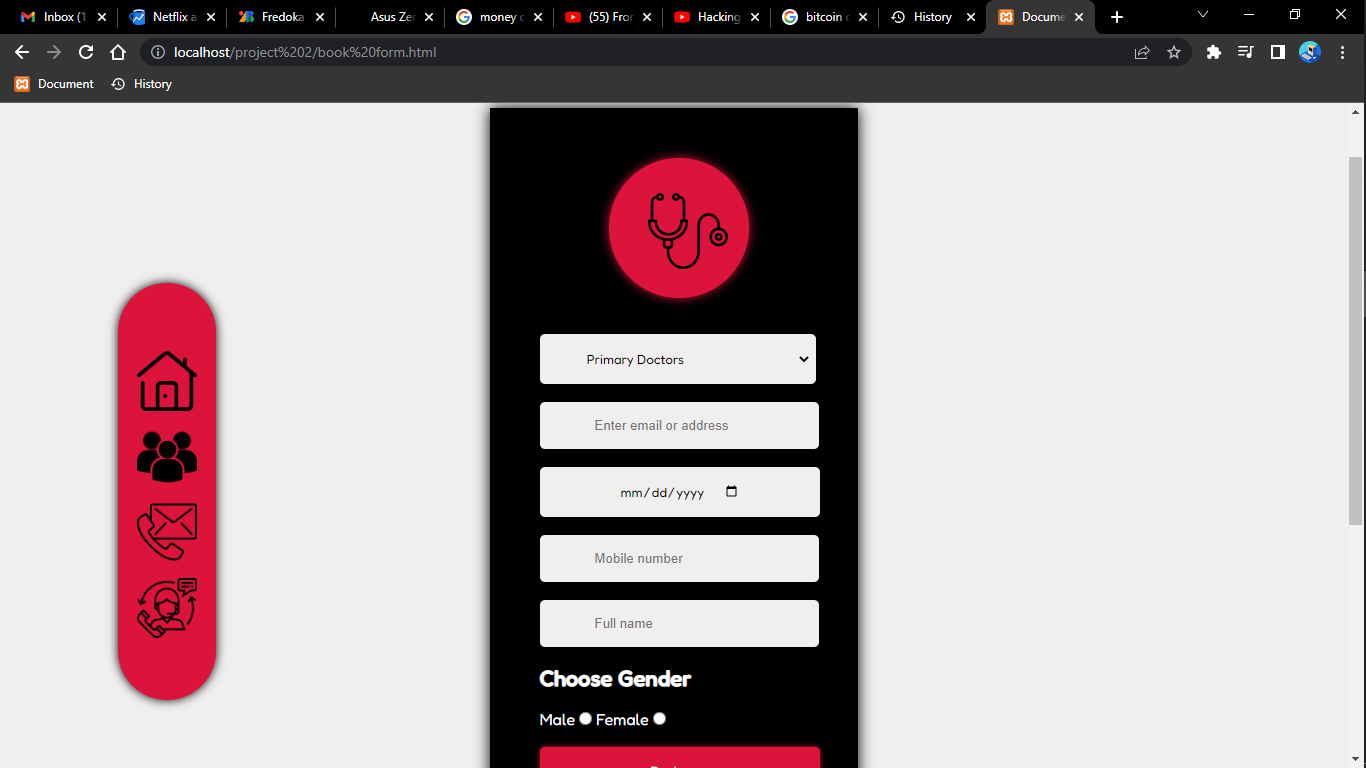 Inbox (1
Netflix a
Fredoka
Asus Zer
money c
(55) Fror
Hacking
bitcoin c
History
Docume
localhost/project%202/book%20form.html
Document
History
Primary Doctors
Enter email or address
mm/dd/yyyy
Mobile number
Full name
Choose Gender
Male Female